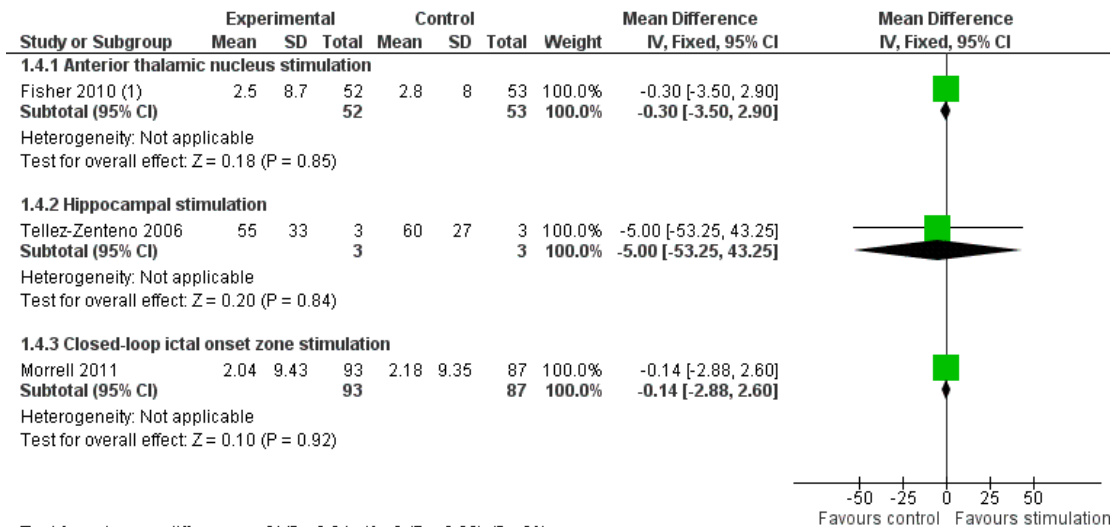 Experimental Control Mean Difference Mean Difference
Study or Subgroup Mean SD Total Mean SD Total Weight IV, Fixed, 95% CI IV, Fixed, 95% CI
1.4.1 Anterior thalamic nucleus stimulation
Fisher 2010 (1) 2.5 8.7 52 2.8 8 53 100.0% -0.30 [-3.50, 2.90]
Subtotal (95% CI) 52 53 100.0% -0.30 [-3.50, 2.90]
Heterogeneity: Not applicable
Test for overall effect: Z = 0.18 (P = 0.85)
1.4.2 Hippocampal stimulation
Tellez-Zenteno 2006 55 33 3 60 27 3 100.0% -5.00 [-53.25, 43.25]
Subtotal (95% CI) 3 3 100.0% -5.00 [-53.25, 43.25]
Heterogeneity: Not applicable
Test for overall effect: Z = 0.20 (P = 0.84)
1.4.3 Closed-loop ictal onset zone stimulation
Morrell 2011 2.04 9.43 93 2.18 9.35 87 100.0% -0.14 [-2.88, 2.60]
Subtotal (95% CI) 93 87 100.0% -0.14 [-2.88, 2.60]
Heterogeneity: Not applicable
Test for overall effect: Z = 0.10 (P = 0.92)
-50 -25 0 25 50
Favours control Favours stimulation